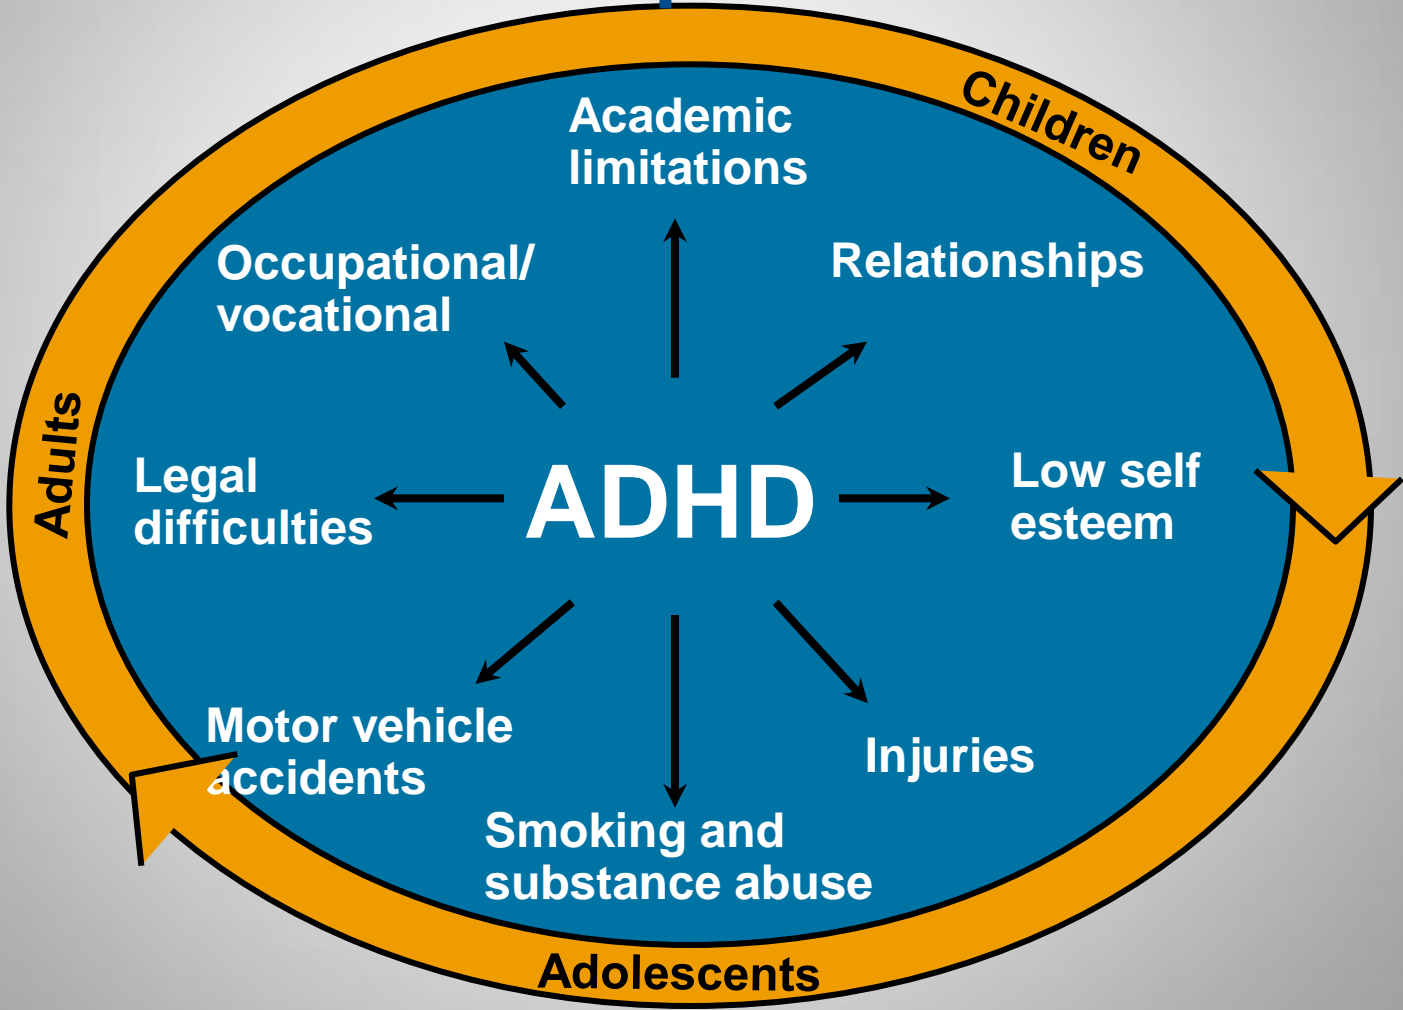 Children
Academic
limitations
Relationships
Occupational/
vocational
Adults
Legal
difficulties
ADHD
Low self
esteem
Motor vehicle
accidents
Injuries
Smoking and
substance abuse
Adolescents